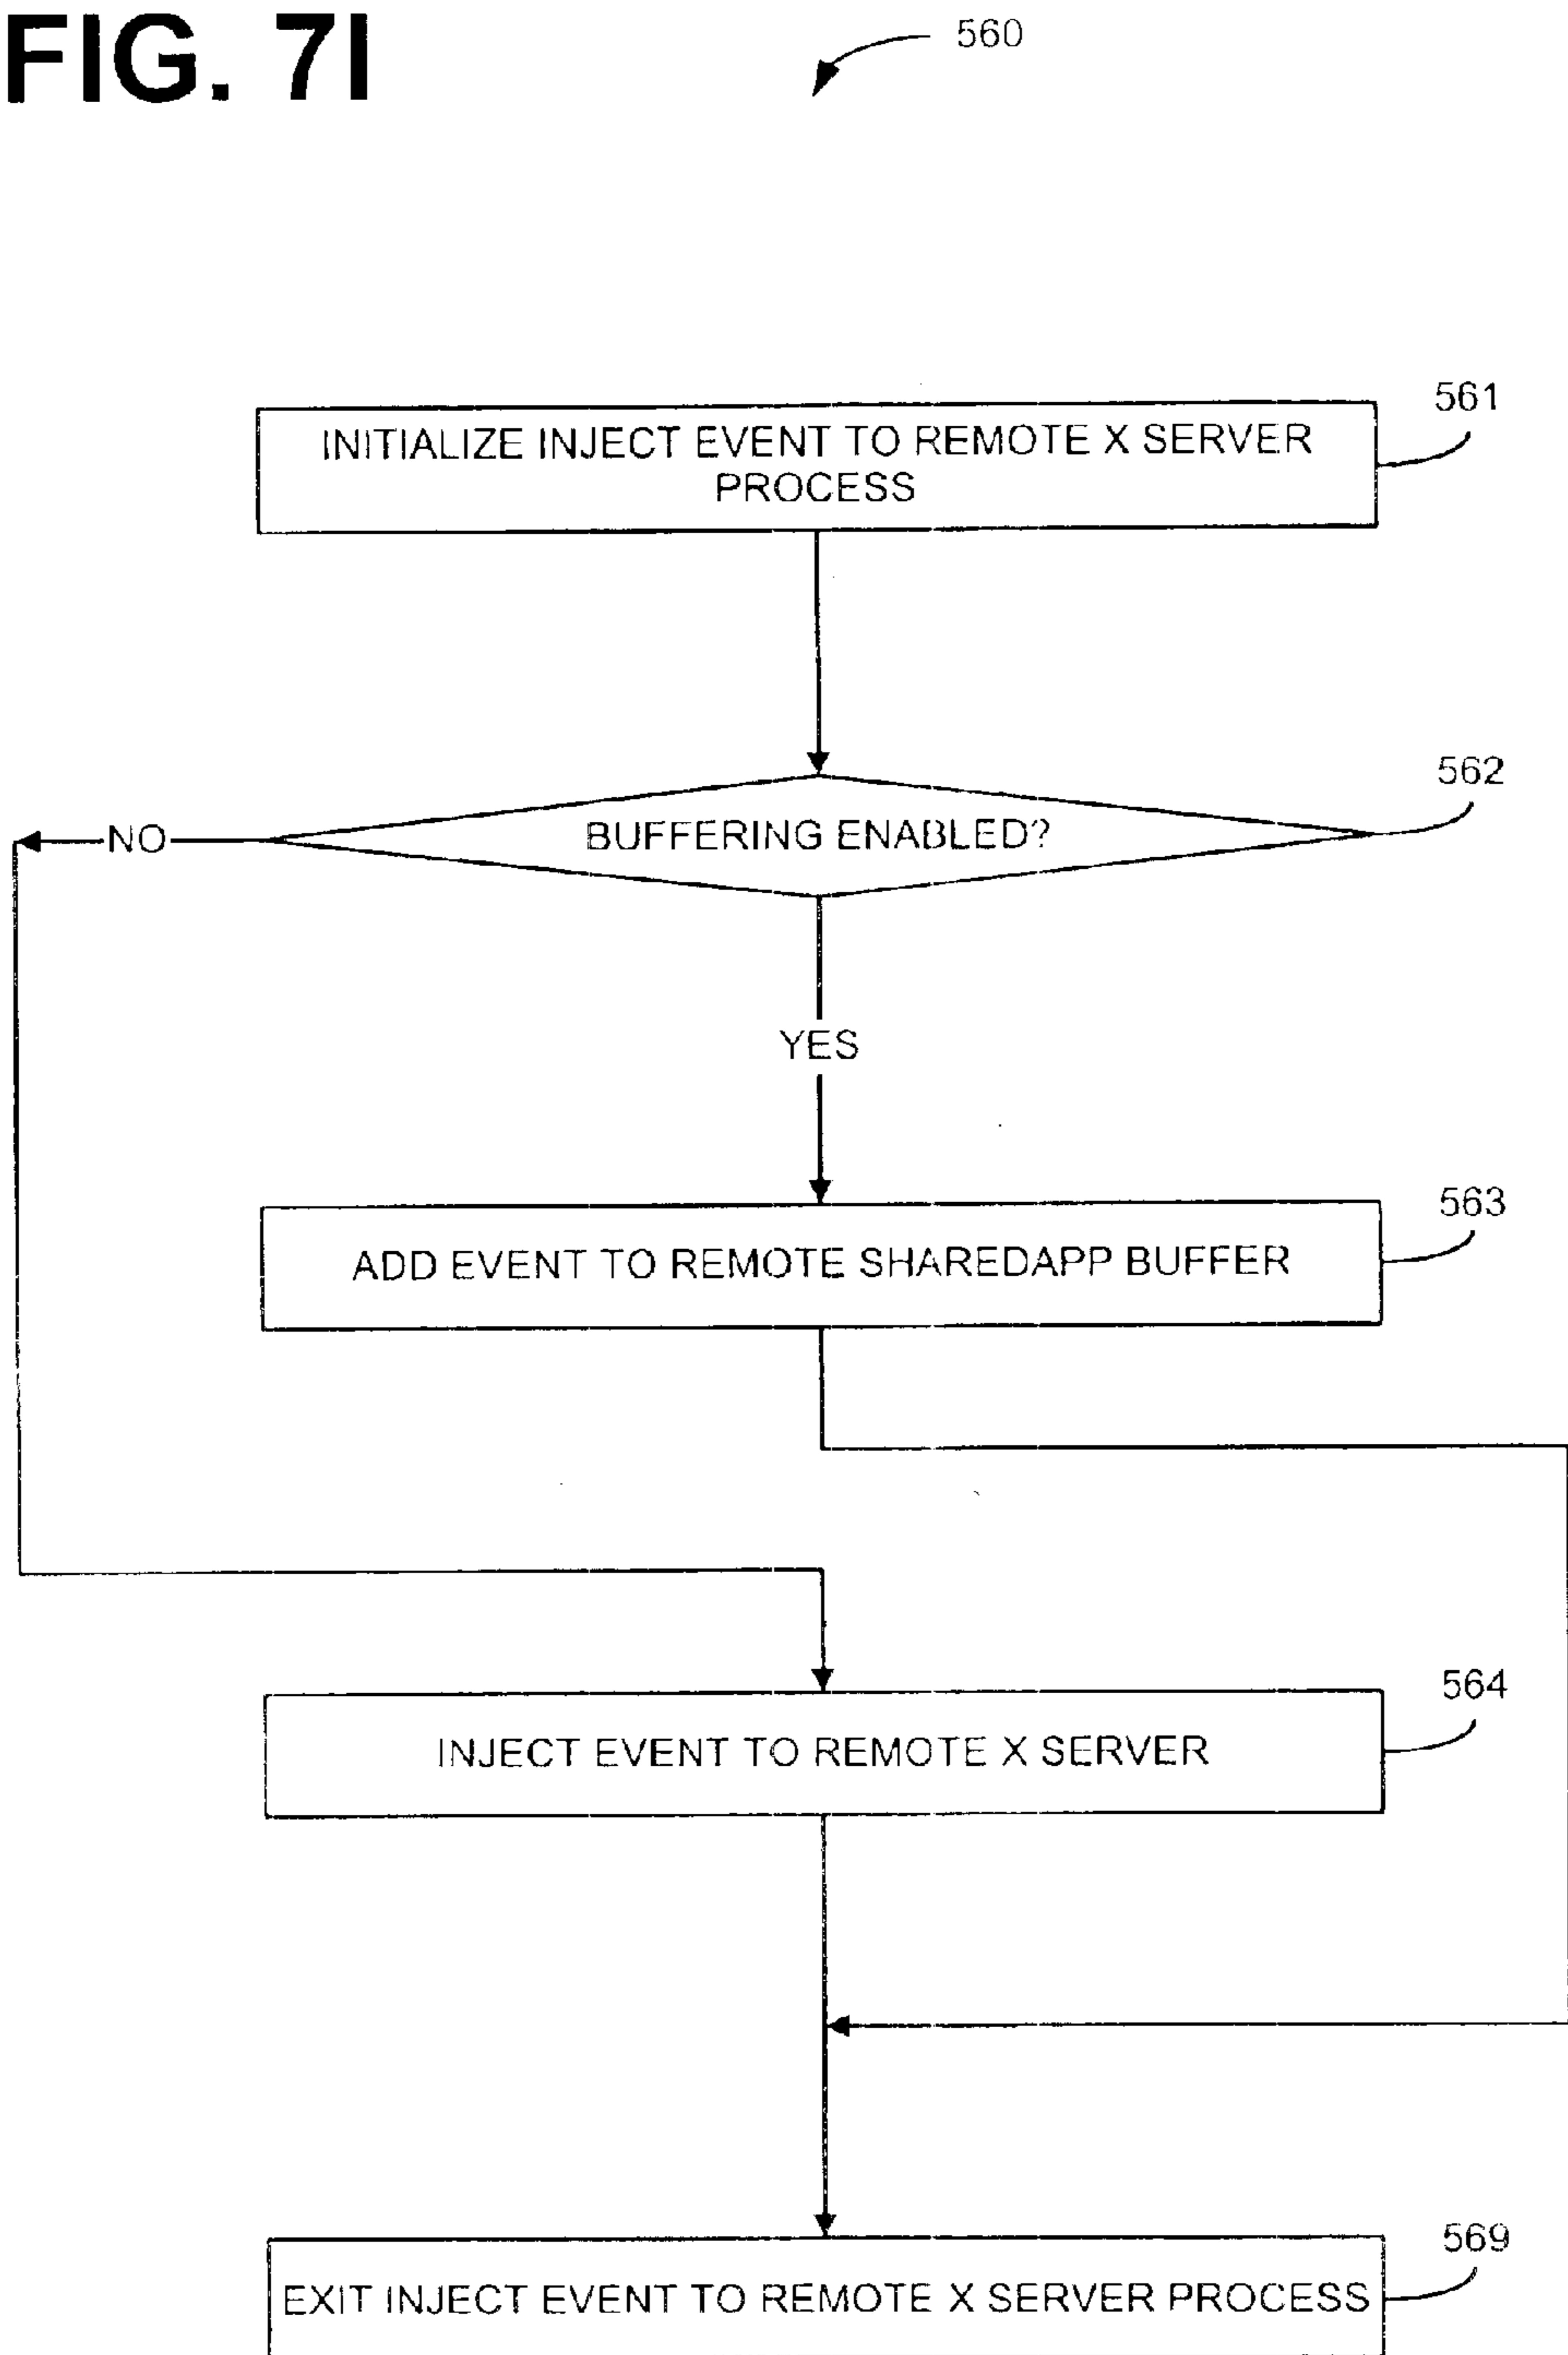 FIG. 7I
560
561
INITIALIZE INJECT EVENT TO REMOTE X SERVER
PROCESS
562
BUFFERING ENABLED?
NO
YES
563
ADD EVENT TO REMOTE SHAREDAPP BUFFER
564
INJECT EVENT TO REMOTE X SERVER
569
EXIT INJECT EVENT TO REMOTE X SERVER PROCESS